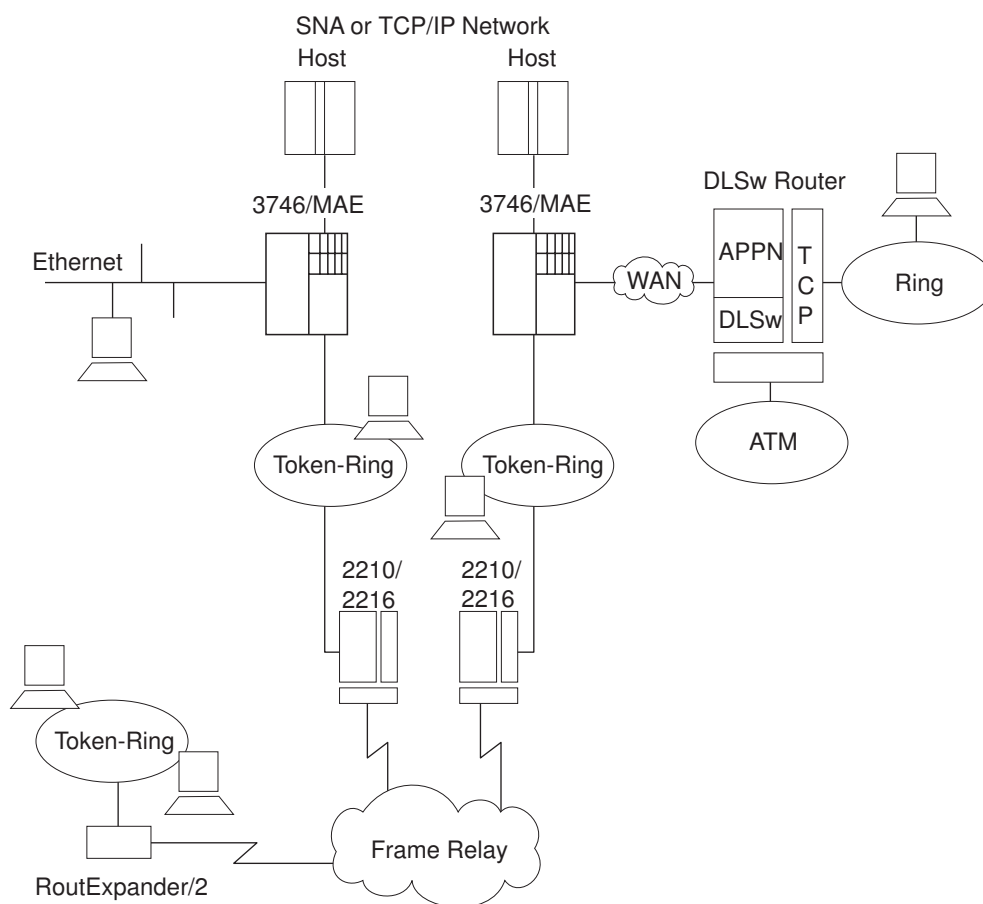 SNA or TCP/IP Network
Host
Host
3746/MAE
3746/MAE
DLSw Router
Ethernet
WAN
APPN
DLSw
TCP
Ring
ATM
Token-Ring
Token-Ring
2210/
2216
2210/
2216
Token-Ring
Frame Relay
RoutExpander/2